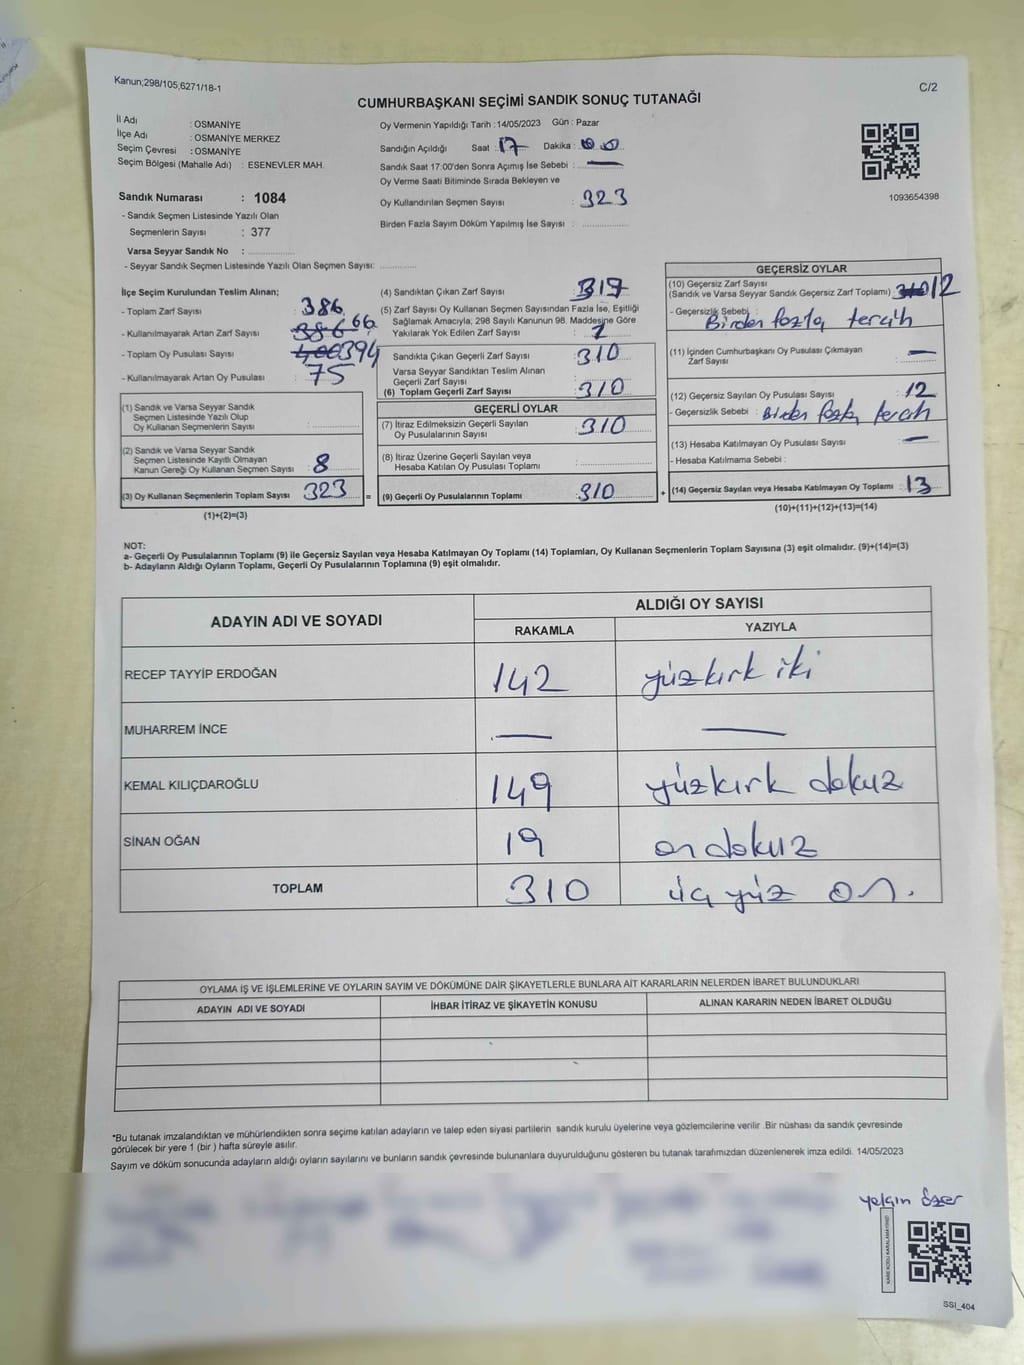 Kanun;298/105;6271/18-1
C/2
CUMHURBAŞKANI SEÇİMİ SANDIK SONUÇ TUTANAĞI
İl Adı : OSMANİYE
İlçe Adı : OSMANİYE MERKEZ
Seçim Çevresi : OSMANİYE
Seçim Bölgesi (Mahalle Adı) : ESENEVLER MAH.
Sandık Numarası : 1084
- Sandık Seçmen Listesinde Yazılı Olan
Seçmenlerin Sayısı : 377
Varsa Seyyar Sandık No :
- Seyyar Sandık Seçmen Listesinde Yazılı Olan Seçmen Sayısı:
Oy Vermenin Yapıldığı Tarih :14/05/2023 Gün : Pazar
Sandığın Açıldığı Saat : 17 Dakika : 00
Sandık Saat 17:00'den Sonra Açımış İse Sebebi : —
Oy Verme Saati Bitiminde Sırada Bekleyen ve
Oy Kullandırılan Seçmen Sayısı : 323
Birden Fazla Sayım Döküm Yapılmış İse Sayısı :
1093654398
İlçe Seçim Kurulundan Teslim Alınan;
- Toplam Zarf Sayısı : 386
- Kullanılmayarak Artan Zarf Sayısı : 386 66
- Toplam Oy Pusulası Sayısı : 400 394
- Kullanılmayarak Artan Oy Pusulası : 75
(1) Sandık ve Varsa Seyyar Sandık
Seçmen Listesinde Yazılı Olup
Oy Kullanan Seçmenlerin Sayısı :
(2) Sandık ve Varsa Seyyar Sandık
Seçmen Listesinde Kayıtlı Olmayan
Kanun Gereği Oy Kullanan Seçmen Sayısı : 8
(3) Oy Kullanan Seçmenlerin Toplam Sayısı : 323 =
(1)+(2)=(3)
(4) Sandıktan Çıkan Zarf Sayısı : 317
(5) Zarf Sayısı Oy Kullanan Seçmen Sayısından Fazla İse, Eşitliği
Sağlamak Amacıyla; 298 Sayılı Kanunun 98. Maddesine Göre
Yakılarak Yok Edilen Zarf Sayısı : 1
Sandıkta Çıkan Geçerli Zarf Sayısı : 310
Varsa Seyyar Sandıktan Teslim Alınan
Geçerli Zarf Sayısı :
(6) Toplam Geçerli Zarf Sayısı : 310
GEÇERLİ OYLAR
(7) İtiraz Edilmeksizin Geçerli Sayılan
Oy Pusulalarının Sayısı : 310
(8) İtiraz Üzerine Geçerli Sayılan veya
Hesaba Katılan Oy Pusulası Toplamı :
(9) Geçerli Oy Pusulalarının Toplamı : 310 +
GEÇERSİZ OYLAR
(10) Geçersiz Zarf Sayısı
(Sandık ve Varsa Seyyar Sandık Geçersiz Zarf Toplamı) : 310 12
- Geçersizlik Sebebi :
Birden fazla tercih
(11) İçinden Cumhurbaşkanı Oy Pusulası Çıkmayan
Zarf Sayısı : —
(12) Geçersiz Sayılan Oy Pusulası Sayısı : 12
- Geçersizlik Sebebi : Birden fazla tercih
(13) Hesaba Katılmayan Oy Pusulası Sayısı : —
- Hesaba Katılmama Sebebi :
(14) Geçersiz Sayılan veya Hesaba Katılmayan Oy Toplamı : 13
(10)+(11)+(12)+(13)=(14)
NOT:
a- Geçerli Oy Pusulalarının Toplamı (9) ile Geçersiz Sayılan veya Hesaba Katılmayan Oy Toplamı (14) Toplamları, Oy Kullanan Seçmenlerin Toplam Sayısına (3) eşit olmalıdır. (9)+(14)=(3)
b- Adayların Aldığı Oyların Toplamı, Geçerli Oy Pusulalarının Toplamına (9) eşit olmalıdır.
ADAYIN ADI VE SOYADI ALDIĞI OY SAYISI
RAKAMLA YAZIYLA
RECEP TAYYİP ERDOĞAN 142 yüzkırk iki
MUHARREM İNCE — —
KEMAL KILIÇDAROĞLU 149 yüzkırk dokuz
SİNAN OĞAN 19 on dokuz
TOPLAM 310 üç yüz on.
OYLAMA İŞ VE İŞLEMLERİNE VE OYLARIN SAYIM VE DÖKÜMÜNE DAİR ŞİKAYETLERLE BUNLARA AİT KARARLARIN NELERDEN İBARET BULUNDUKLARI
ADAYIN ADI VE SOYADI İHBAR İTİRAZ VE ŞİKAYETİN KONUSU ALINAN KARARIN NEDEN İBARET OLDUĞU
*Bu tutanak imzalandıktan ve mühürlendikten sonra seçime katılan adayların ve talep eden siyasi partilerin sandık kurulu üyelerine veya gözlemcilerine verilir .Bir nüshası da sandık çevresinde
görülecek bir yere 1 (bir ) hafta süreyle asılır.
Sayım ve döküm sonucunda adayların aldığı oyların sayılarını ve bunların sandık çevresinde bulunanlara duyurulduğunu gösteren bu tutanak tarafımızdan düzenlenerek imza edildi. 14/05/2023
yalçın özer
KARE KODU KARALAMAYINIZ!
SSI_404